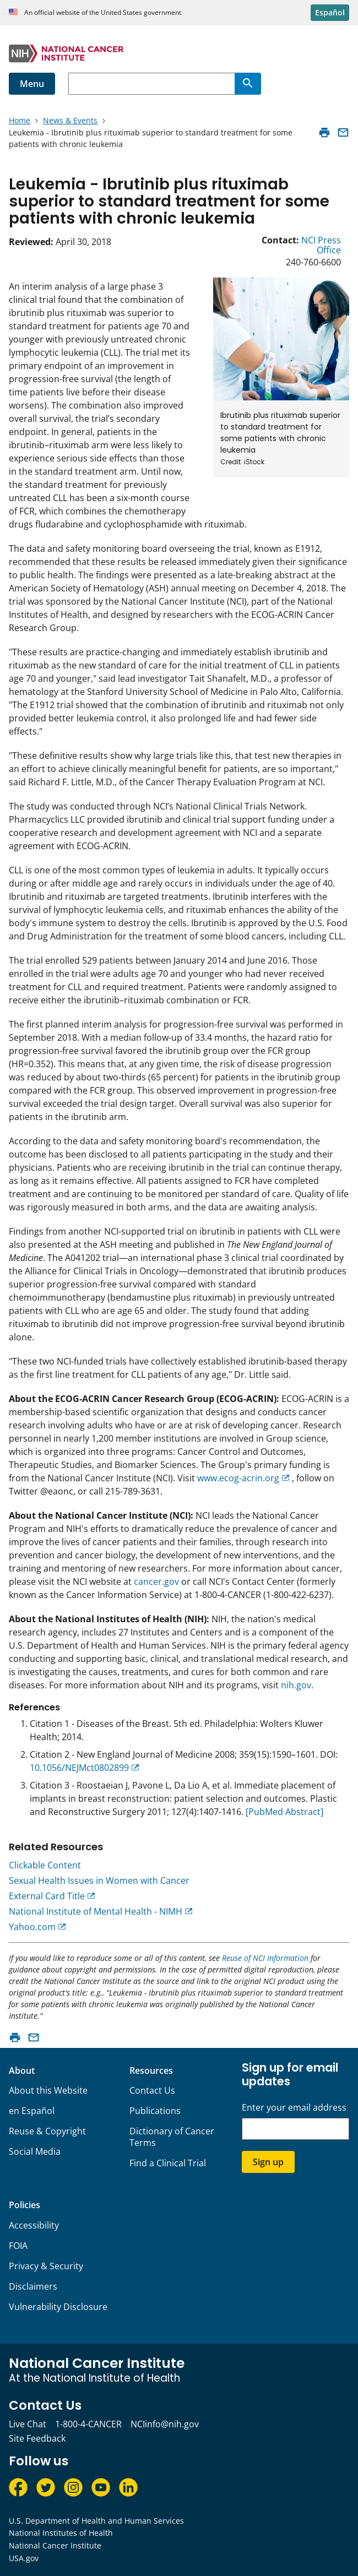 An official website of the United States government
Español
NIH NATIONAL CANCER INSTITUTE
Menu
Home > News & Events >
Leukemia - Ibrutinib plus rituximab superior to standard treatment for some
patients with chronic leukemia
Leukemia - Ibrutinib plus rituximab
superior to standard treatment for some
patients with chronic leukemia
Reviewed: April 30, 2018
Contact: NCI Press
Office
240-760-6600
An interim analysis of a large phase 3
clinical trial found that the combination of
ibrutinib plus rituximab was superior to
standard treatment for patients age 70 and
younger with previously untreated chronic
lymphocytic leukemia (CLL). The trial met its
primary endpoint of an improvement in
progression-free survival (the length of
time patients live before their disease
worsens). The combination also improved
overall survival, the trial’s secondary
endpoint. In general, patients in the
ibrutinib–rituximab arm were less likely to
experience serious side effects than those
in the standard treatment arm. Until now,
the standard treatment for previously
untreated CLL has been a six-month course
of FCR, which combines the chemotherapy
drugs fludarabine and cyclophosphamide with rituximab.
Ibrutinib plus rituximab superior
to standard treatment for
some patients with chronic
leukemia
Credit: iStock
The data and safety monitoring board overseeing the trial, known as E1912,
recommended that these results be released immediately given their significance
to public health. The findings were presented as a late-breaking abstract at the
American Society of Hematology (ASH) annual meeting on December 4, 2018. The
trial was sponsored by the National Cancer Institute (NCI), part of the National
Institutes of Health, and designed by researchers with the ECOG-ACRIN Cancer
Research Group.
"These results are practice-changing and immediately establish ibrutinib and
rituximab as the new standard of care for the initial treatment of CLL in patients
age 70 and younger," said lead investigator Tait Shanafelt, M.D., a professor of
hematology at the Stanford University School of Medicine in Palo Alto, California.
"The E1912 trial showed that the combination of ibrutinib and rituximab not only
provided better leukemia control, it also prolonged life and had fewer side
effects."
"These definitive results show why large trials like this, that test new therapies in
an effort to achieve clinically meaningful benefit for patients, are so important,"
said Richard F. Little, M.D., of the Cancer Therapy Evaluation Program at NCI.
The study was conducted through NCI’s National Clinical Trials Network.
Pharmacyclics LLC provided ibrutinib and clinical trial support funding under a
cooperative research and development agreement with NCI and a separate
agreement with ECOG-ACRIN.
CLL is one of the most common types of leukemia in adults. It typically occurs
during or after middle age and rarely occurs in individuals under the age of 40.
Ibrutinib and rituximab are targeted treatments. Ibrutinib interferes with the
survival of lymphocytic leukemia cells, and rituximab enhances the ability of the
body's immune system to destroy the cells. Ibrutinib is approved by the U.S. Food
and Drug Administration for the treatment of CLL.
The trial enrolled 529 patients between January 2014 and June 2016. Those
enrolled in the trial were adults age 70 and younger who had never received
treatment for CLL and required treatment. Patients were randomly assigned to
receive either the ibrutinib–rituximab combination or FCR.
The first planned interim analysis for progression-free survival was performed in
September 2018. With a median follow-up of 33.4 months, the hazard ratio for
progression-free survival favored the ibrutinib group over the FCR group
(HR=0.352). This means that, at any given time, the risk of disease progression
was reduced by about two-thirds (65 percent) for patients in the ibrutinib group
compared with the FCR group. This observed improvement in progression-free
survival exceeded the trial design target. Overall survival was also superior for
patients in the ibrutinib arm.
According to the data and safety monitoring board's recommendation, the
outcomes have been disclosed to all patients participating in the study and their
physicians. Patients who are receiving ibrutinib in the trial can continue therapy as
long as it remains effective. All patients assigned to FCR have completed
treatment and are continuing to be monitored per standard of care. Quality of life
was rigorously measured in both arms, and the data are awaiting analysis.
Findings from another NCI-supported trial on ibrutinib in patients with CLL were
also presented at the ASH meeting and published in The New England Journal of
Medicine. The A041202 trial—an international phase 3 clinical trial coordinated by
the Alliance for Clinical Trials in Oncology—demonstrated that ibrutinib produces
superior progression-free survival compared with standard
chemoimmunotherapy (bendamustine plus rituximab) in previously untreated
patients with CLL who are age 65 and older. The study found that adding
rituximab to ibrutinib did not improve progression-free survival beyond ibrutinib
alone.
"These two NCI-funded trials have collectively established ibrutinib-based therapy
as the first line treatment for CLL patients of any age," Dr. Little said.
About the ECOG-ACRIN Cancer Research Group (ECOG-ACRIN): ECOG-ACRIN is a
membership-based scientific organization that designs and conducts cancer
research involving adults who have or are at risk of developing cancer. Research
personnel in nearly 1,200 member institutions are involved in Group science,
which is organized into three programs: Cancer Control and Outcomes,
Therapeutic Studies, and Biomarker Sciences. The Group's primary funding is
from the National Cancer Institute (NCI). Visit www.ecog-acrin.org , follow on
Twitter @eaonc, or call 215-789-3631.
About the National Cancer Institute (NCI): NCI leads the National Cancer
Program and NIH's efforts to dramatically reduce the prevalence of cancer and
improve the lives of cancer patients and their families, through research into
prevention and cancer biology, the development of new interventions, and the
training and mentoring of new researchers. For more information about cancer,
please visit the NCI website at cancer.gov or call NCI's Contact Center (formerly
known as the Cancer Information Service) at 1-800-4-CANCER (1-800-422-6237).
About the National Institutes of Health (NIH): NIH, the nation's medical
research agency, includes 27 Institutes and Centers and is a component of the
U.S. Department of Health and Human Services. NIH is the primary federal agency
conducting and supporting basic, clinical, and translational medical research, and
is investigating the causes, treatments, and cures for both common and rare
diseases. For more information about NIH and its programs, visit nih.gov.
References
1. Citation 1 - Diseases of the Breast. 5th ed. Philadelphia: Wolters Kluwer
Health; 2014.
2. Citation 2 - New England Journal of Medicine 2008; 359(15):1590–1601. DOI:
10.1056/NEJMct0802899
3. Citation 3 - Roostaeian J, Pavone L, Da Lio A, et al. Immediate placement of
implants in breast reconstruction: patient selection and outcomes. Plastic
and Reconstructive Surgery 2011; 127(4):1407-1416. [PubMed Abstract]
Related Resources
Clickable Content
Sexual Health Issues in Women with Cancer
External Card Title
National Institute of Mental Health - NIMH
Yahoo.com
If you would like to reproduce some or all of this content, see Reuse of NCI Information for
guidance about copyright and permissions. In the case of permitted digital reproduction, please
credit the National Cancer Institute as the source and link to the original NCI product using the
original product's title; e.g., “Leukemia - Ibrutinib plus rituximab superior to standard treatment
for some patients with chronic leukemia was originally published by the National Cancer
Institute.”
About
About this Website
en Español
Reuse & Copyright
Social Media
Resources
Contact Us
Publications
Dictionary of Cancer
Terms
Find a Clinical Trial
Sign up for email
updates
Enter your email address
Sign up
Policies
Accessibility
FOIA
Privacy & Security
Disclaimers
Vulnerability Disclosure
National Cancer Institute
At the National Institute of Health
Contact Us
Live Chat 1-800-4-CANCER NCIinfo@nih.gov
Site Feedback
Follow us
U.S. Department of Health and Human Services
National Institutes of Health
National Cancer Institute
USA.gov